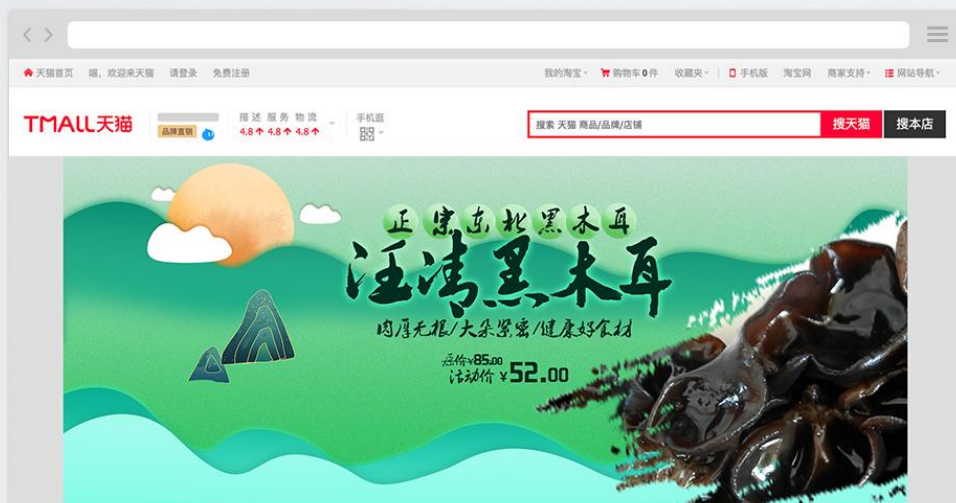 天猫首页 喵，欢迎来天猫 请登录 免费注册 我的淘宝 购物车0件 收藏夹 手机版 淘宝网 商家支持 网站导航
TMALL天猫
品牌直销
描述 服务 物流
4.8 4.8 4.8
手机逛
搜索 天猫 商品/品牌/店铺
搜天猫
搜本店
正宗东北黑木耳
汪清黑木耳
肉厚无根/大朵紧密/健康好食材
原价¥85.00
活动价¥52.00